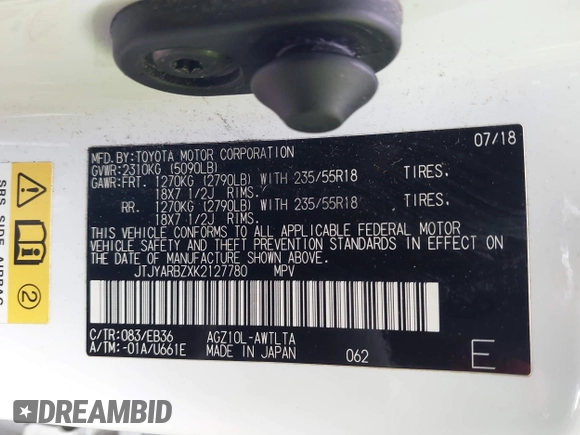 07/18
MFD.BY:TOYOTA MOTOR CORPORATION
GVWR:2310KG (5090LB)
GAWR:FRT. 1270KG (2790LB) WITH 235/55R18 TIRES.
18X7 1/2J RIMS.
RR. 1270KG (2790LB) WITH 235/55R18 TIRES.
18X7 1/2J RIMS.
THIS VEHICLE CONFORMS TO ALL APPLICABLE FEDERAL MOTOR
VEHICLE SAFETY AND THEFT PREVENTION STANDARDS IN EFFECT ON
THE DATE OF MANUFACTURE SHOWN ABOVE.
JTJYARBZXK2127780 MPV
C/TR:083/EB36 AGZ10L-AWTLTA
A/TM:-01A/U661E MADE IN JAPAN 062 E
SRS SIDE AIRBAG
2
DREAMBID